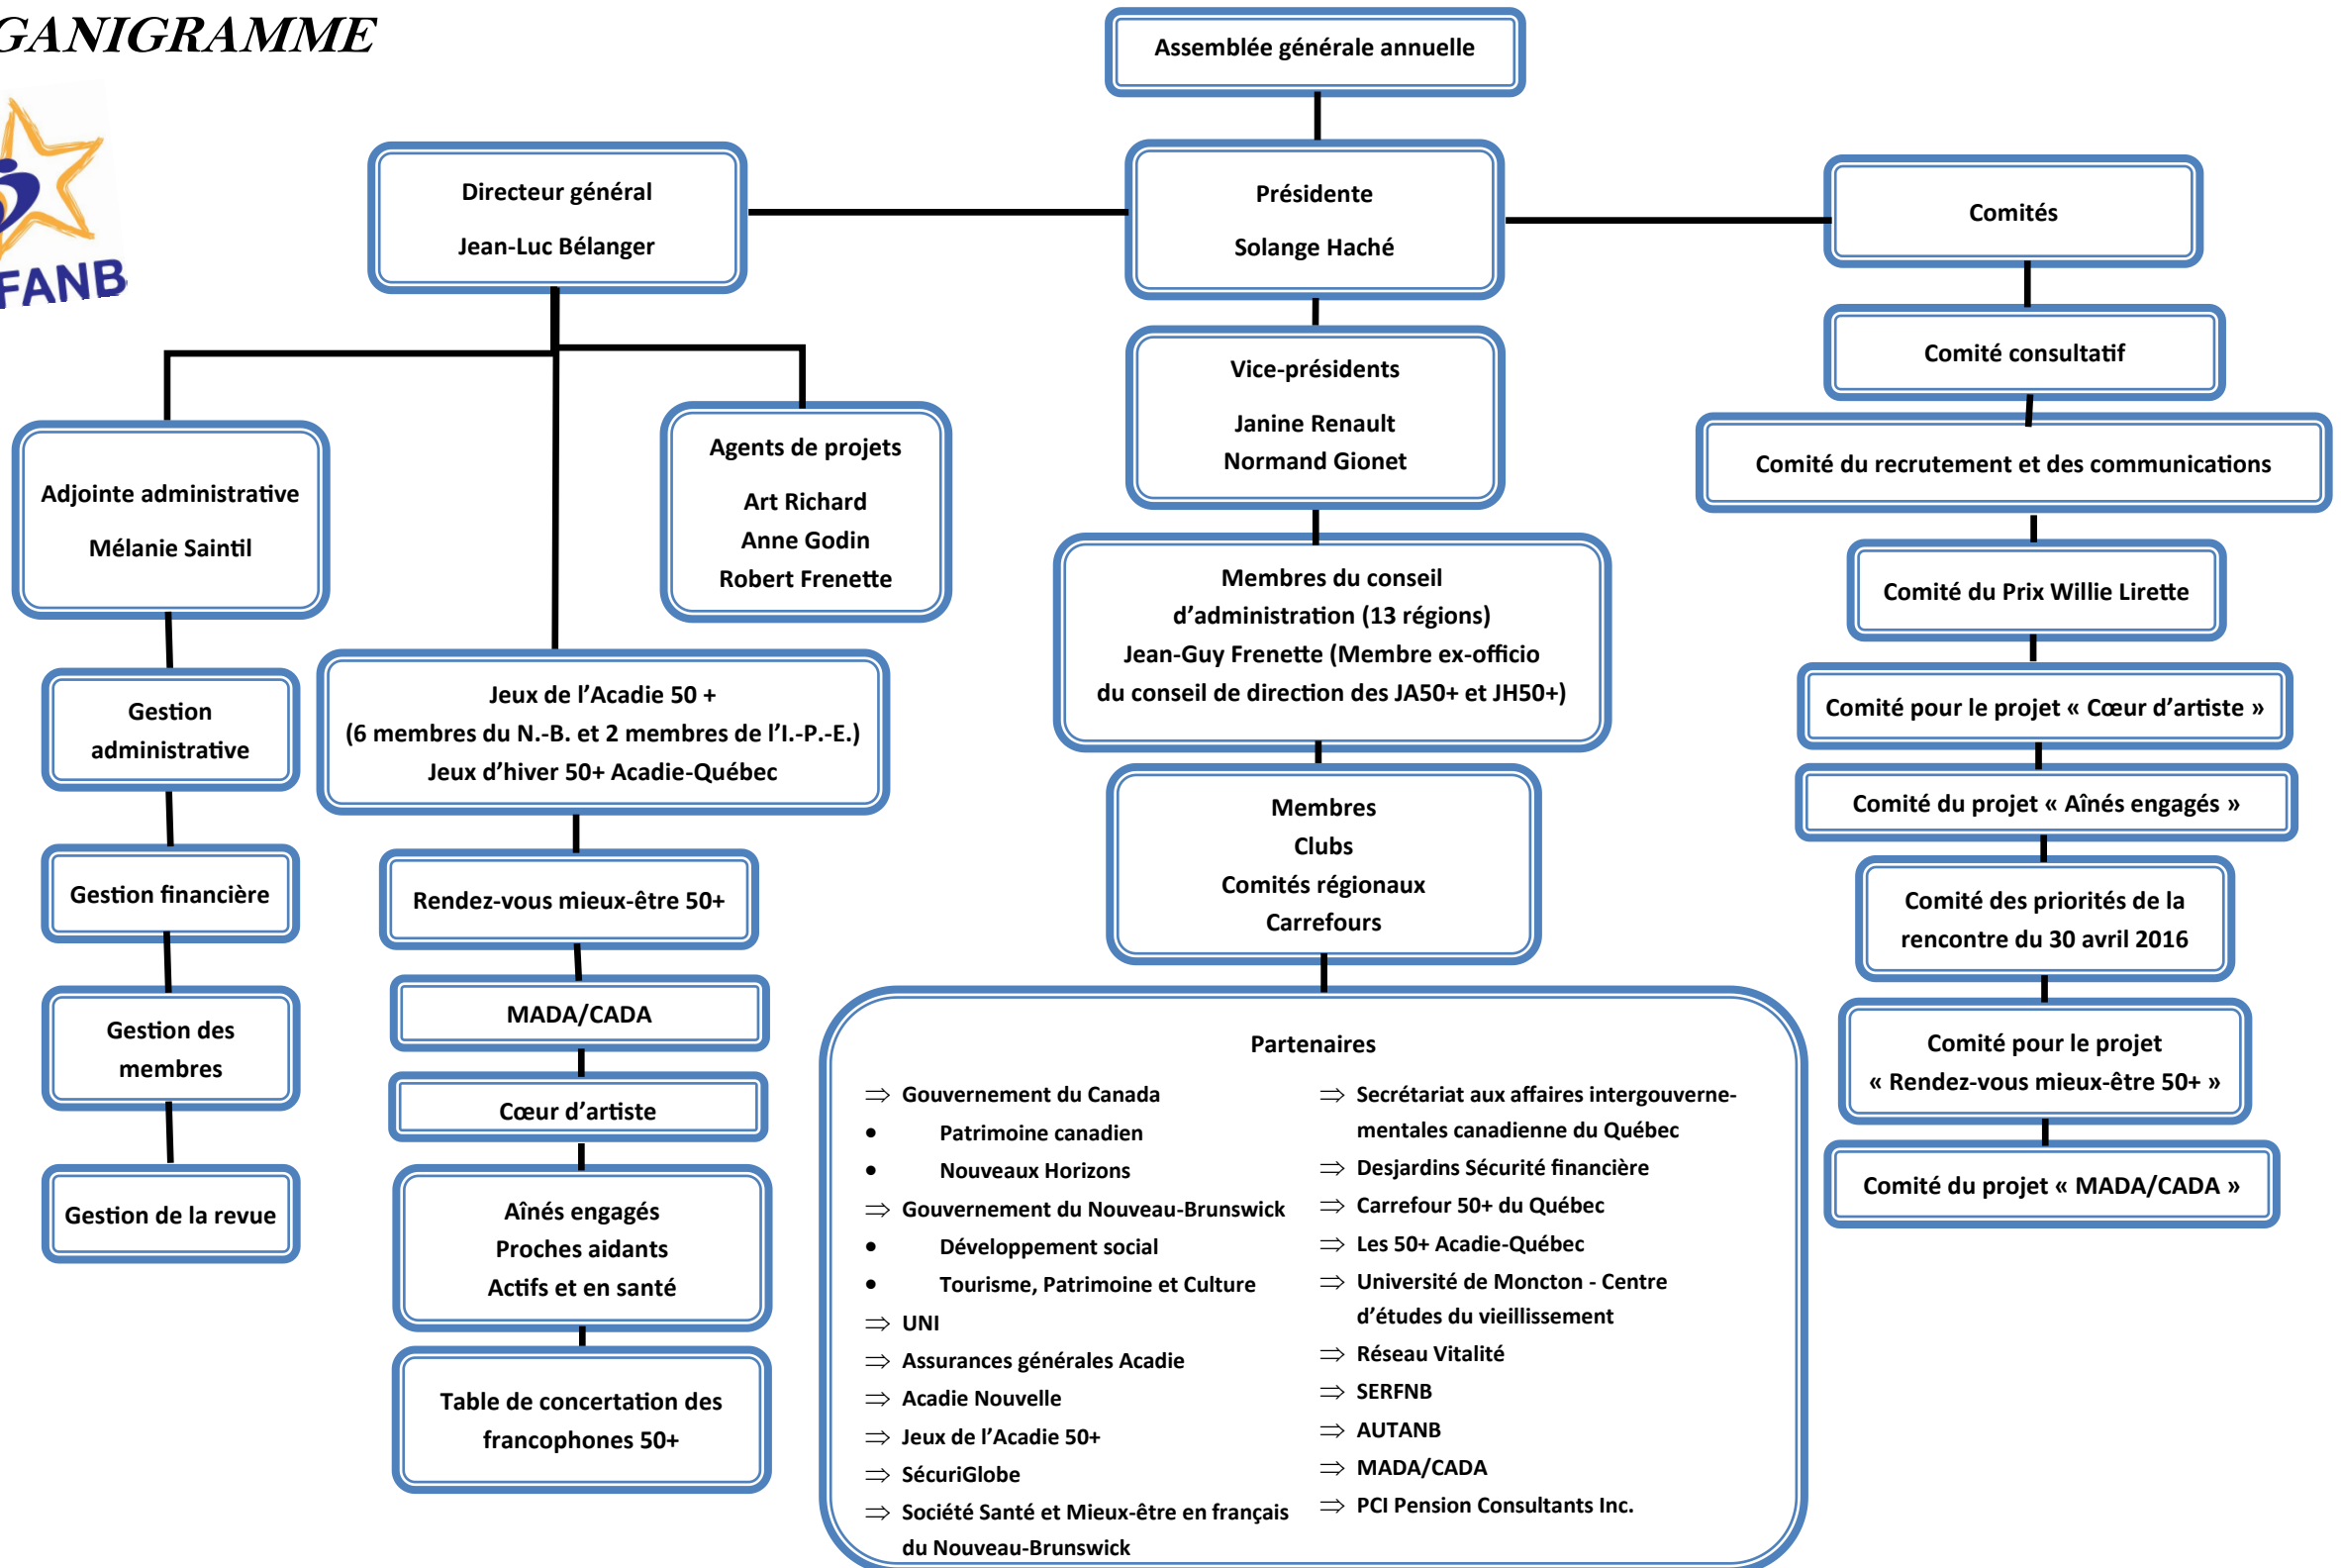 GANIGRAMME
FANB
Assemblée générale annuelle
Directeur général
Jean-Luc Bélanger
Présidente
Solange Haché
Comités
Vice-présidents
Janine Renault
Normand Gionet
Comité consultatif
Adjointe administrative
Mélanie Saintil
Agents de projets
Art Richard
Anne Godin
Robert Frenette
Comité du recrutement et des communications
Membres du conseil
d’administration (13 régions)
Jean-Guy Frenette (Membre ex-officio
du conseil de direction des JA50+ et JH50+)
Comité du Prix Willie Lirette
Gestion
administrative
Jeux de l’Acadie 50 +
(6 membres du N.-B. et 2 membres de l’I.-P.-E.)
Jeux d’hiver 50+ Acadie-Québec
Comité pour le projet « Cœur d’artiste »
Membres
Clubs
Comités régionaux
Carrefours
Comité du projet « Aînés engagés »
Gestion financière
Rendez-vous mieux-être 50+
Comité des priorités de la
rencontre du 30 avril 2016
Gestion des
membres
MADA/CADA
Cœur d’artiste
Comité pour le projet
« Rendez-vous mieux-être 50+ »
Gestion de la revue
Aînés engagés
Proches aidants
Actifs et en santé
Comité du projet « MADA/CADA »
Table de concertation des
francophones 50+
Partenaires
⇒ Gouvernement du Canada
• Patrimoine canadien
• Nouveaux Horizons
⇒ Gouvernement du Nouveau-Brunswick
• Développement social
• Tourisme, Patrimoine et Culture
⇒ UNI
⇒ Assurances générales Acadie
⇒ Acadie Nouvelle
⇒ Jeux de l’Acadie 50+
⇒ SécuriGlobe
⇒ Société Santé et Mieux-être en français
du Nouveau-Brunswick
⇒ Secrétariat aux affaires intergouverne-
mentales canadienne du Québec
⇒ Desjardins Sécurité financière
⇒ Carrefour 50+ du Québec
⇒ Les 50+ Acadie-Québec
⇒ Université de Moncton - Centre
d’études du vieillissement
⇒ Réseau Vitalité
⇒ SERFNB
⇒ AUTANB
⇒ MADA/CADA
⇒ PCI Pension Consultants Inc.